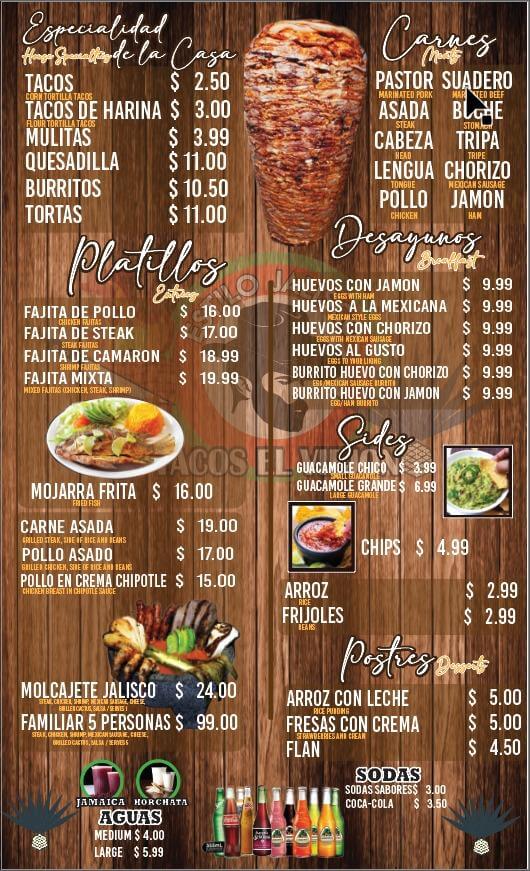 Especialidad
House Specialties de la Casa
TACOS $ 2.50
CORN TORTILLA TACOS
TACOS DE HARINA $ 3.00
FLOUR TORTILLA TACOS
MULITAS $ 3.99
QUESADILLA $ 11.00
BURRITOS $ 10.50
TORTAS $ 11.00
Carnes
Meats
PASTOR SUADERO
MARINATED PORK MARINATED BEEF
ASADA BUCHE
STEAK STOMACH
CABEZA TRIPA
HEAD TRIPE
LENGUA CHORIZO
TONGUE MEXICAN SAUSAGE
POLLO JAMON
CHICKEN HAM
Platillos
Entrées
FAJITA DE POLLO $ 16.00
CHICKEN FAJITAS
FAJITA DE STEAK $ 17.00
STEAK FAJITAS
FAJITA DE CAMARON $ 18.99
SHRIMP FAJITAS
FAJITA MIXTA $ 19.99
MIXED FAJITAS (CHICKEN, STEAK, SHRIMP)
MOJARRA FRITA $ 16.00
FRIED FISH
CARNE ASADA $ 19.00
GRILLED STEAK, SIDE OF RICE AND BEANS
POLLO ASADO $ 17.00
GRILLED CHICKEN, SIDE OF RICE AND BEANS
POLLO EN CREMA CHIPOTLE $ 15.00
CHICKEN BREAST IN CHIPOTLE SAUCE
MOLCAJETE JALISCO $ 24.00
STEAK, CHICKEN, SHRIMP, MEXICAN SAUSAGE, CHEESE,
GRILLED CACTUS, SALSA / SERVES 1
FAMILIAR 5 PERSONAS $ 99.00
STEAK, CHICKEN, SHRIMP, MEXICAN SAUSAGE, CHEESE,
GRILLED CACTUS, SALSA / SERVES 5
JAMAICA HORCHATA
AGUAS
MEDIUM $ 4.00
LARGE $ 5.99
Desayunos
Breakfast
HUEVOS CON JAMON $ 9.99
EGGS WITH HAM
HUEVOS A LA MEXICANA $ 9.99
MEXICAN STYLE EGGS
HUEVOS CON CHORIZO $ 9.99
EGGS WITH MEXICAN SAUSAGE
HUEVOS AL GUSTO $ 9.99
EGGS TO YOUR LIKING
BURRITO HUEVO CON CHORIZO $ 9.99
EGG/MEXICAN SAUSAGE BURRITO
BURRITO HUEVO CON JAMON $ 9.99
EGG/HAM BURRITO
TACOS EL
Sides
GUACAMOLE CHICO $ 3.99
SMALL GUACAMOLE
GUACAMOLE GRANDE $ 6.99
LARGE GUACAMOLE
CHIPS $ 4.99
ARROZ $ 2.99
RICE
FRIJOLES $ 2.99
BEANS
Postres
Desserts
ARROZ CON LECHE $ 5.00
RICE PUDDING
FRESAS CON CREMA $ 5.00
STRAWBERRIES AND CREAM
FLAN $ 4.50
SODAS
SODAS SABORES $ 3.00
COCA-COLA $ 3.50